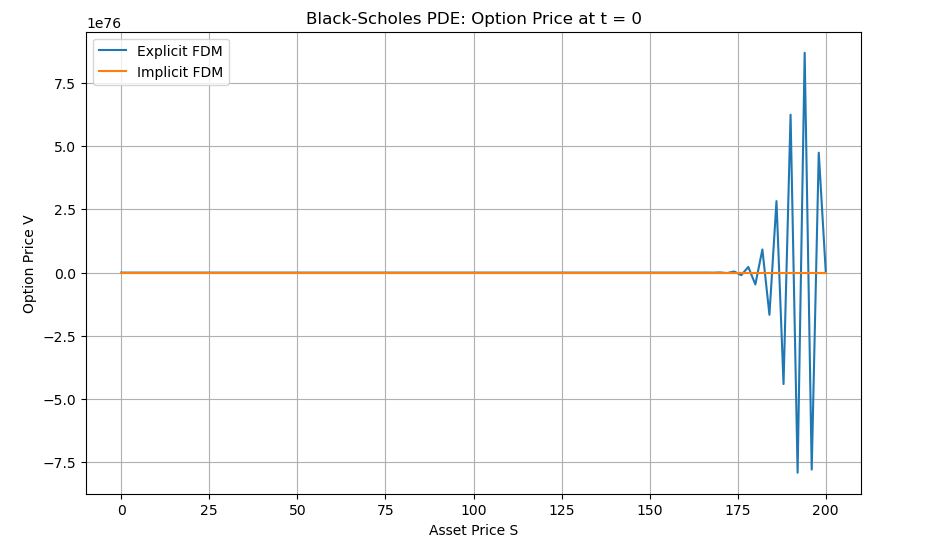 Black-Scholes PDE: Option Price at t = 0
1e76
Explicit FDM
Implicit FDM
7.5
5.0
2.5
0.0
−2.5
−5.0
−7.5
Option Price V
0 25 50 75 100 125 150 175 200
Asset Price S